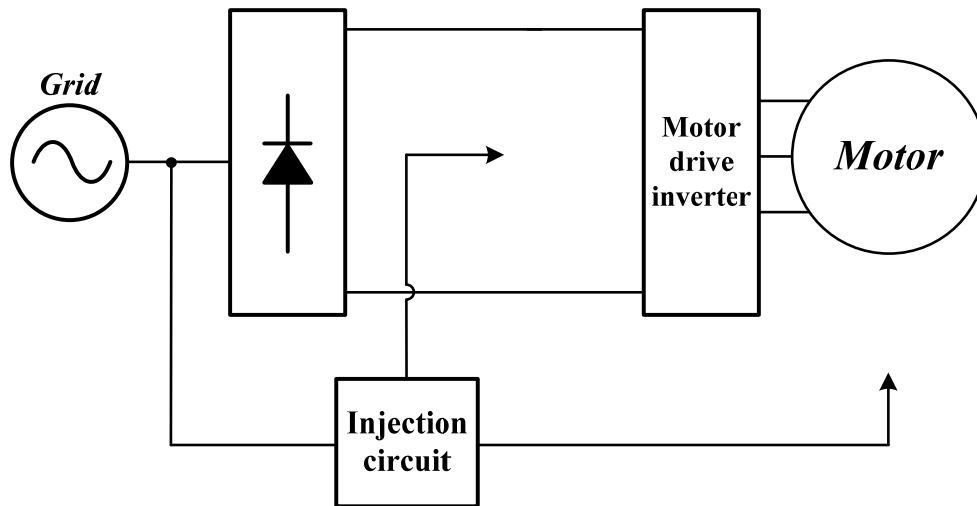 Grid
Motor
drive
inverter
Motor
Injection
circuit